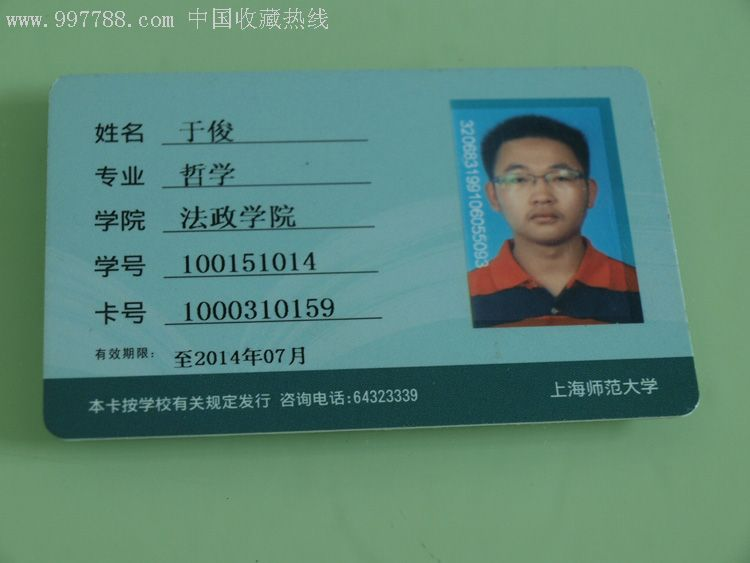 www.997788.com 中国收藏热线
姓名 于俊
专业 哲学
学院 法政学院
学号 100151014
卡号 1000310159
有效期限： 至2014年07月
320683199106055093
本卡按学校有关规定发行 咨询电话:64323339
上海师范大学